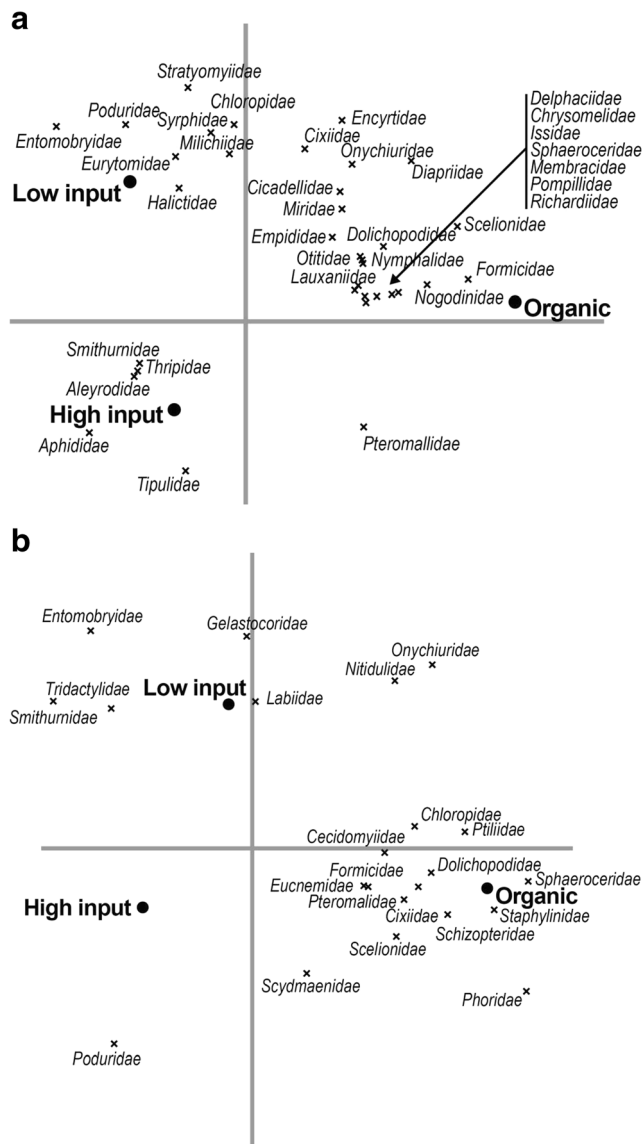 a
Stratyomyiidae
Chloropidae
Poduridae
Syrphidae
Entomobryidae
Milichiidae
Eurytomidae
Low input
Halictidae
Encyrtidae
Cixiidae
Onychiuridae
Diapriidae
Cicadellidae
Miridae
Empididae
Dolichopodidae
Scelionidae
Otitidae
Nymphalidae
Lauxaniidae
Formicidae
Nogodinidae
Organic
Delphaciidae
Chrysomelidae
Issidae
Sphaeroceridae
Membracidae
Pompillidae
Richardiidae
Smithurnidae
Thripidae
Aleyrodidae
High input
Aphididae
Tipulidae
Pteromallidae
b
Entomobryidae
Gelastocoridae
Onychiuridae
Nitidulidae
Tridactylidae
Low input
Labiidae
Smithurnidae
Chloropidae
Ptiliidae
Cecidomyiidae
Formicidae
Dolichopodidae
Eucnemidae
Sphaeroceridae
Pteromalidae
Organic
High input
Cixiidae
Staphylinidae
Schizopteridae
Scelionidae
Scydmaenidae
Phoridae
Poduridae